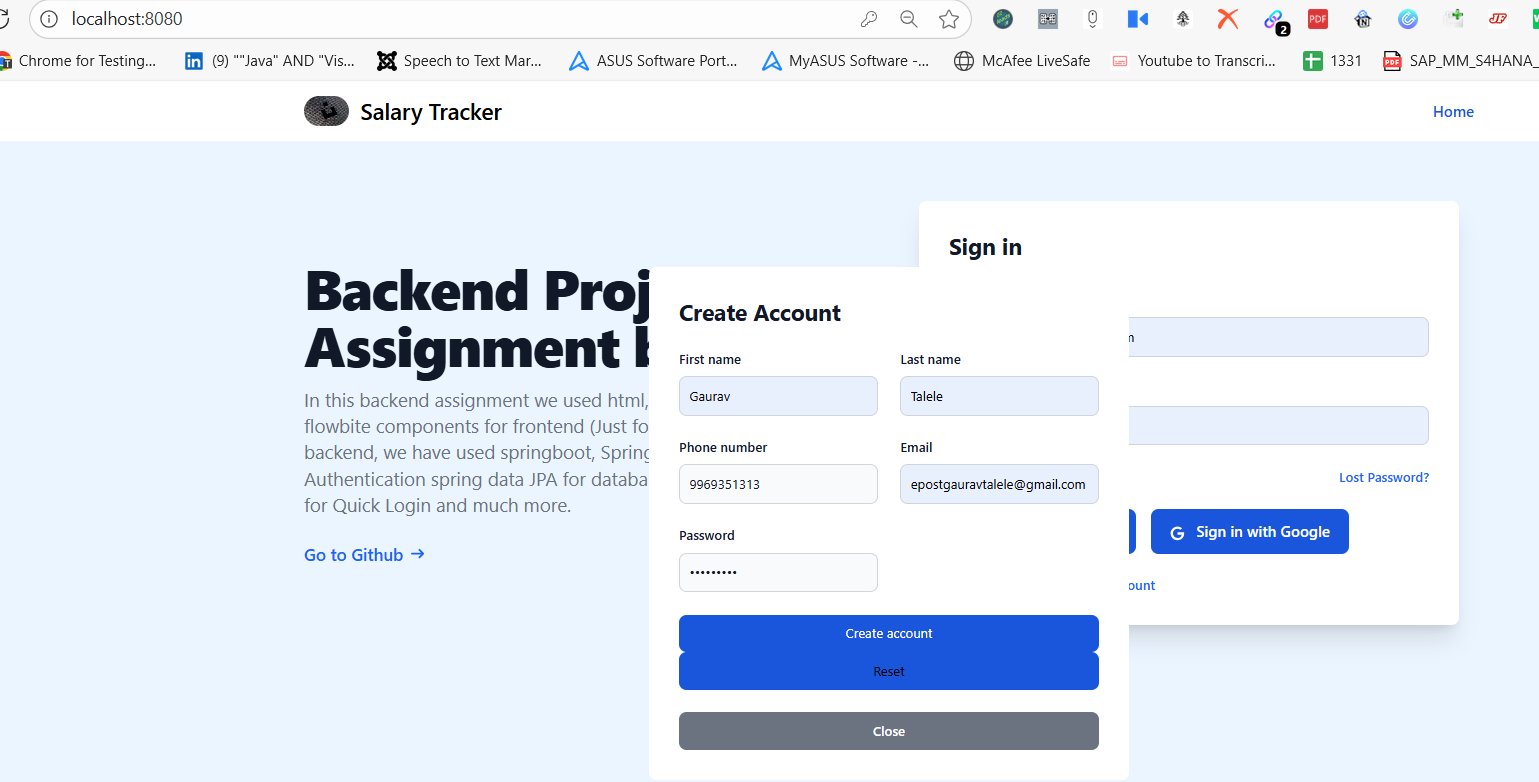 localhost:8080
2
PDF
Chrome for Testing...
(9) ""Java" AND "Vis...
Speech to Text Mar...
ASUS Software Port...
MyASUS Software -...
McAfee LiveSafe
Youtube to Transcri...
1331
PDF
SAP_MM_S4HANA_
Salary Tracker
Home
Sign in
Backend Proj
Assignment b
In this backend assignment we used html,
flowbite components for frontend (Just fo
backend, we have used springboot, Spring
Authentication spring data JPA for databa
for Quick Login and much more.
Go to Github →
Create Account
First name
Last name
Gaurav
Talele
Phone number
Email
9969351313
epostgauravtalele@gmail.com
Password
•••••••••
Create account
Reset
Close
m
Lost Password?
G Sign in with Google
ount